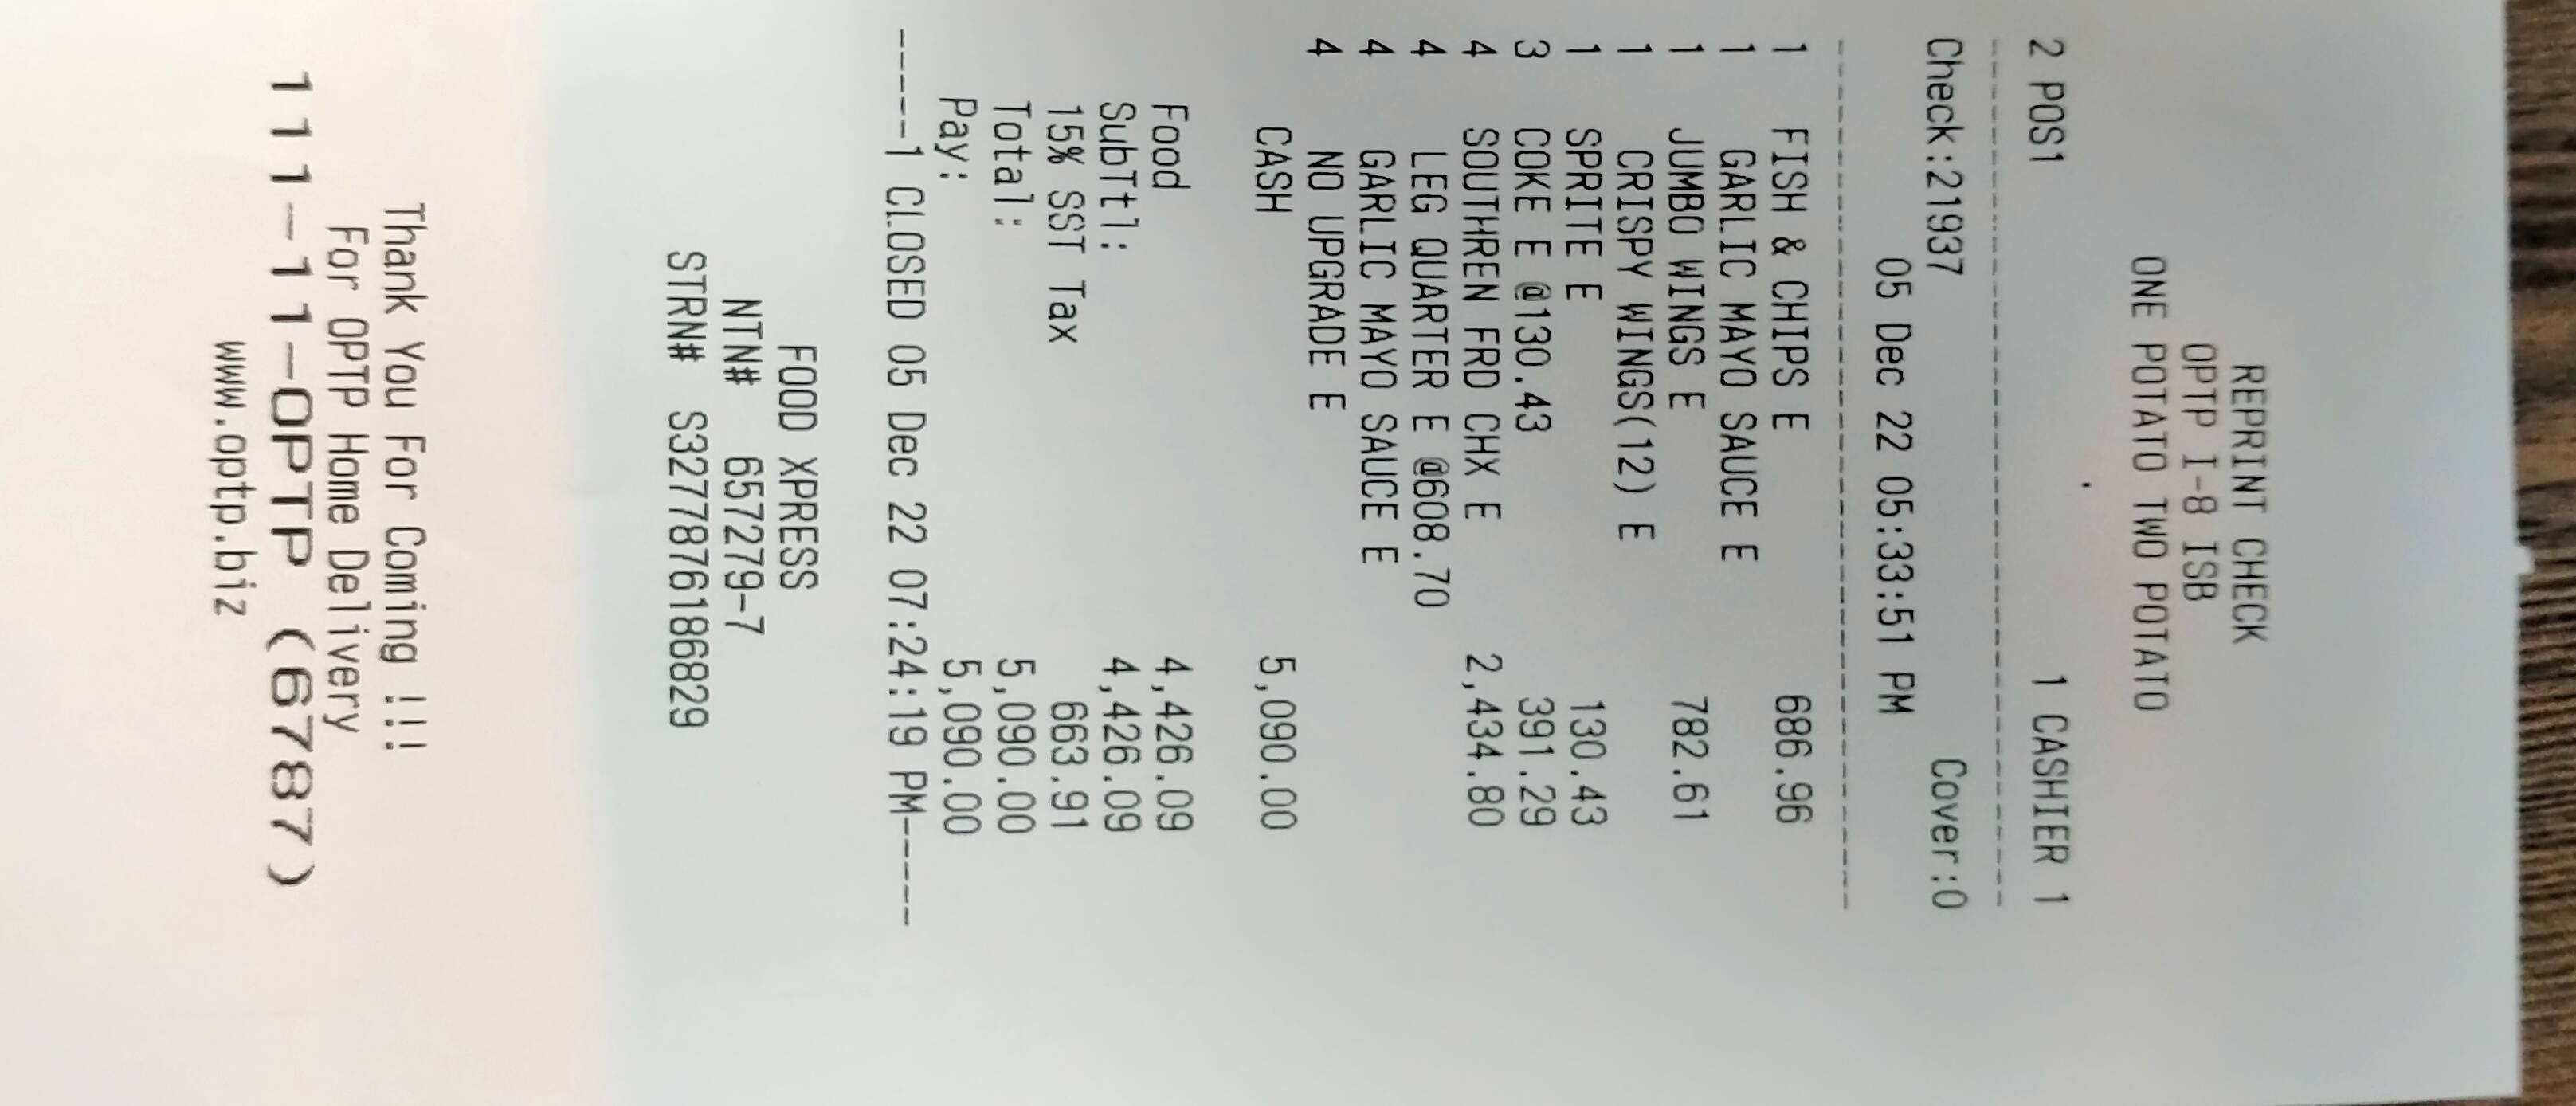 REPRINT CHECK
OPTP I-8 ISB
ONE POTATO TWO POTATO
2 POS1 1 CASHIER 1
--------------------------------
Check:21937 Cover:0
05 Dec 22 05:33:51 PM
--------------------------------
1 FISH & CHIPS E 686.96
1 GARLIC MAYO SAUCE E
1 JUMBO WINGS E 782.61
1 CRISPY WINGS(12) E
1 SPRITE E 130.43
3 COKE E @130.43 391.29
4 SOUTHREN FRD CHX E 2,434.80
4 LEG QUARTER E @608.70
4 GARLIC MAYO SAUCE E
4 NO UPGRADE E
CASH 5,090.00
Food 4,426.09
SubTtl: 4,426.09
15% SST Tax 663.91
Total: 5,090.00
Pay: 5,090.00
-----1 CLOSED 05 Dec 22 07:24:19 PM-----
FOOD XPRESS
NTN# 657279-7
STRN# S3277876186829
Thank You For Coming !!!
For OPTP Home Delivery
111-11-OPTP (6787)
www.optp.biz